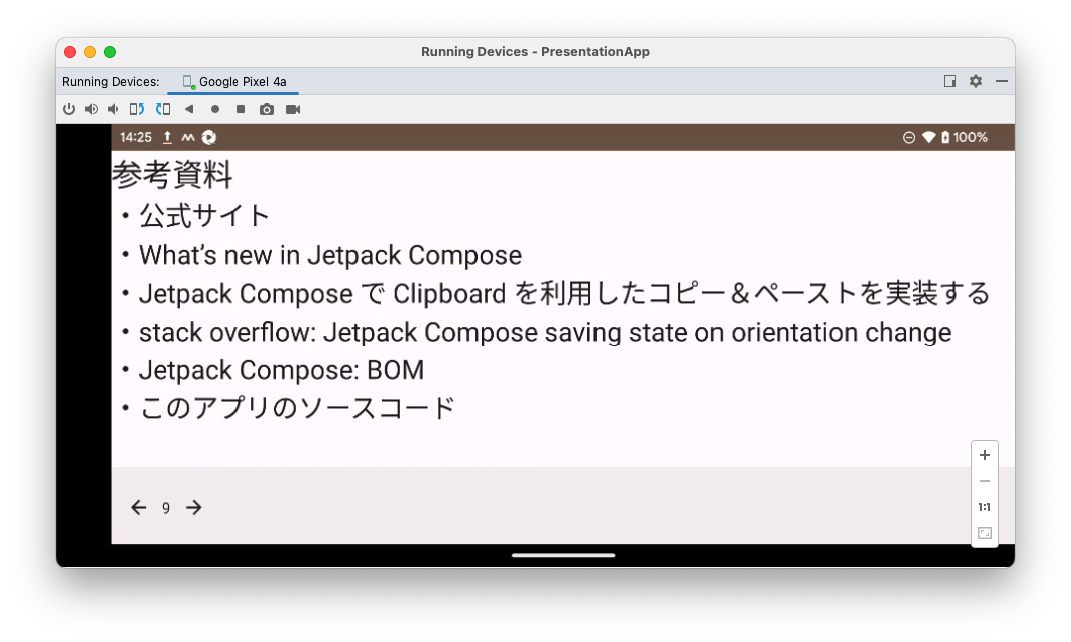 Running Devices - PresentationApp
Running Devices: Google Pixel 4a
14:25 100%
参考資料
・公式サイト
・What’s new in Jetpack Compose
・Jetpack Compose で Clipboard を利用したコピー＆ペーストを実装する
・stack overflow: Jetpack Compose saving state on orientation change
・Jetpack Compose: BOM
・このアプリのソースコード
9
1:1